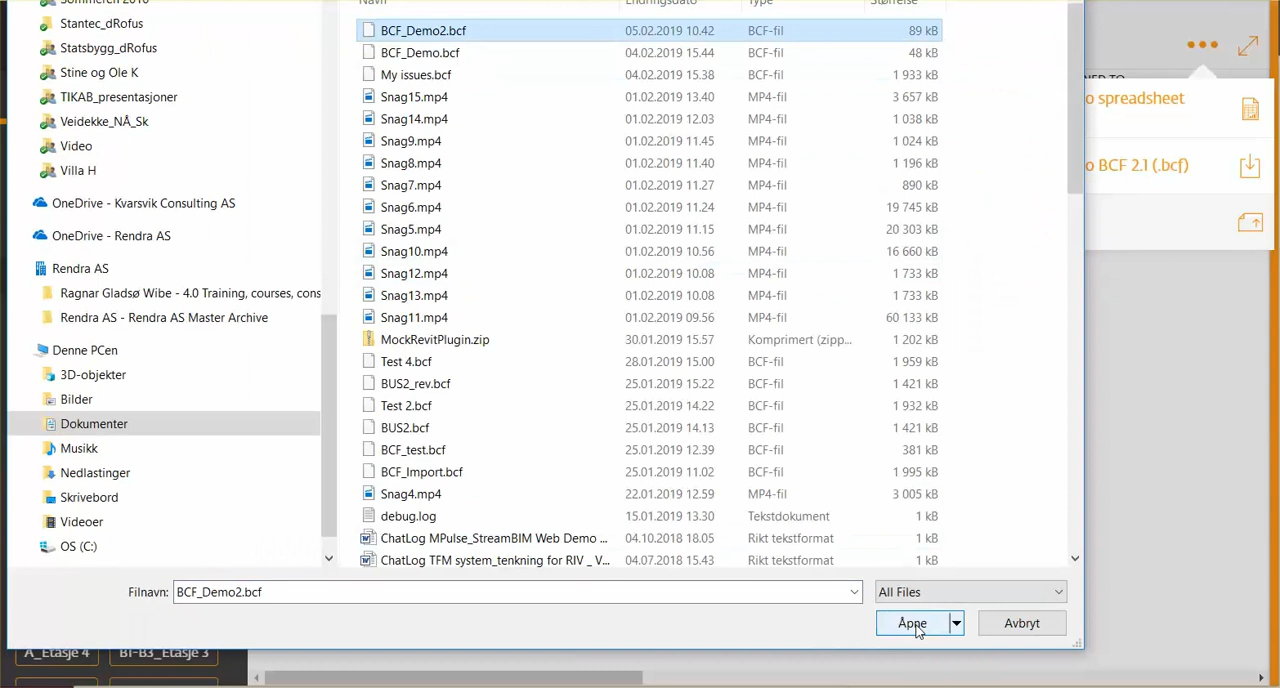 Sommeren 2016
Stantec_dRofus
Statsbygg_dRofus
Stine og Ole K
TIKAB_presentasjoner
Veidekke_NÅ_Sk
Video
Villa H
OneDrive - Kvarsvik Consulting AS
OneDrive - Rendra AS
Rendra AS
Ragnar Gladsø Wibe - 4.0 Training, courses, cons
Rendra AS - Rendra AS Master Archive
Denne PCen
3D-objekter
Bilder
Dokumenter
Musikk
Nedlastinger
Skrivebord
Videoer
OS (C:)
Navn Endringsdato Type Størrelse
BCF_Demo2.bcf 05.02.2019 10.42 BCF-fil 89 kB
BCF_Demo.bcf 04.02.2019 15.44 BCF-fil 48 kB
My issues.bcf 04.02.2019 15.38 BCF-fil 1 933 kB
Snag15.mp4 01.02.2019 13.40 MP4-fil 3 657 kB
Snag14.mp4 01.02.2019 12.03 MP4-fil 1 038 kB
Snag9.mp4 01.02.2019 11.45 MP4-fil 1 024 kB
Snag8.mp4 01.02.2019 11.40 MP4-fil 1 196 kB
Snag7.mp4 01.02.2019 11.27 MP4-fil 890 kB
Snag6.mp4 01.02.2019 11.24 MP4-fil 19 745 kB
Snag5.mp4 01.02.2019 11.15 MP4-fil 20 303 kB
Snag10.mp4 01.02.2019 10.56 MP4-fil 16 660 kB
Snag12.mp4 01.02.2019 10.08 MP4-fil 1 733 kB
Snag13.mp4 01.02.2019 10.08 MP4-fil 1 733 kB
Snag11.mp4 01.02.2019 09.56 MP4-fil 60 133 kB
MockRevitPlugin.zip 30.01.2019 15.57 Komprimert (zipp... 1 202 kB
Test 4.bcf 28.01.2019 15.00 BCF-fil 1 959 kB
BUS2_rev.bcf 25.01.2019 15.22 BCF-fil 1 421 kB
Test 2.bcf 25.01.2019 14.22 BCF-fil 1 932 kB
BUS2.bcf 25.01.2019 14.13 BCF-fil 1 421 kB
BCF_test.bcf 25.01.2019 12.39 BCF-fil 381 kB
BCF_Import.bcf 25.01.2019 11.02 BCF-fil 1 995 kB
Snag4.mp4 22.01.2019 12.59 MP4-fil 3 005 kB
debug.log 15.01.2019 13.30 Tekstdokument 1 kB
ChatLog MPulse_StreamBIM Web Demo ... 04.10.2018 18.05 Rikt tekstformat 1 kB
ChatLog TFM system_tenkning for RIV _ V... 04.07.2018 15.43 Rikt tekstformat 1 kB
Filnavn: BCF_Demo2.bcf All Files
Åpne Avbryt
o spreadsheet
o BCF 2.1 (.bcf)
A_Etasje 4 B1-B3_Etasje 3